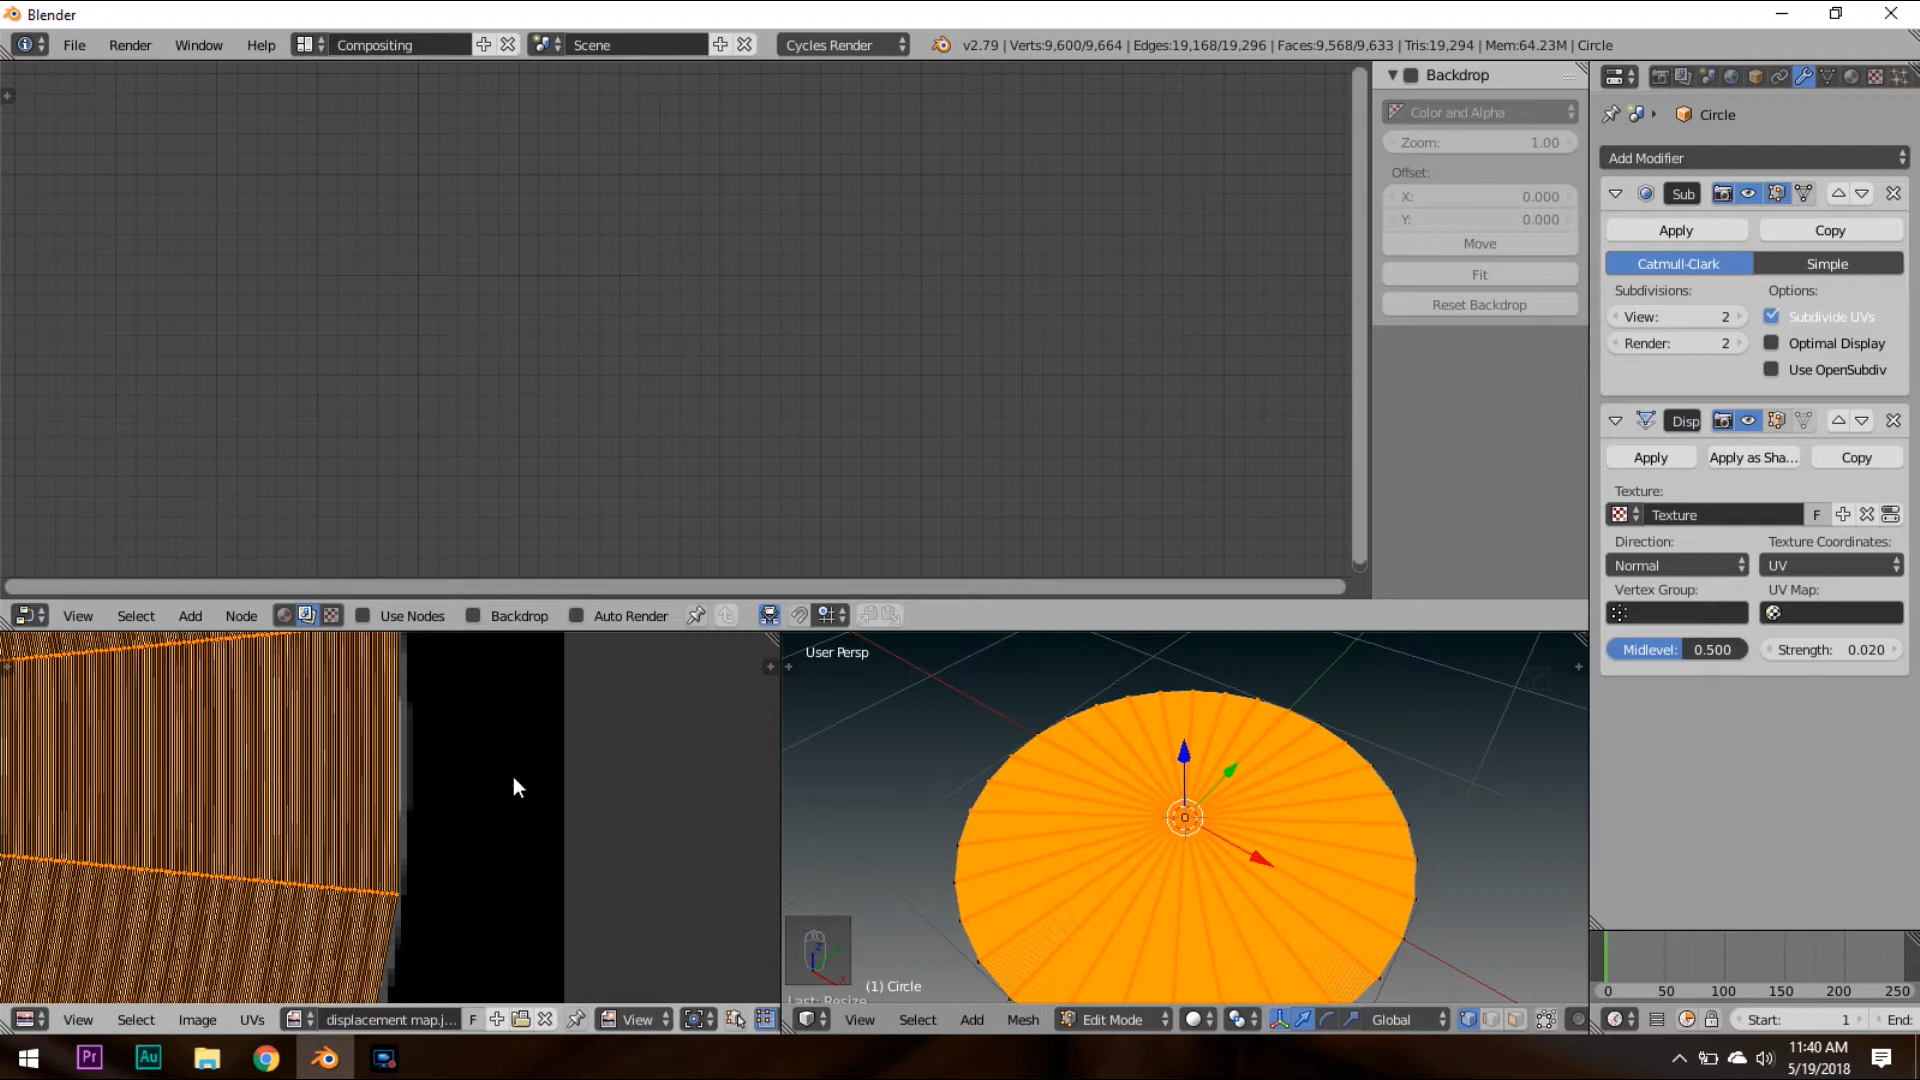 Blender
File Render Window Help Compositing Scene Cycles Render v2.79 | Verts:9,600/9,664 | Edges:19,168/19,296 | Faces:9,568/9,633 | Tris:19,294 | Mem:64.23M | Circle
Backdrop
Color and Alpha
Zoom: 1.00
Offset:
X: 0.000
Y: 0.000
Move
Fit
Reset Backdrop
Circle
Add Modifier
Sub
Apply Copy
Catmull-Clark Simple
Subdivisions: Options:
View: 2 Subdivide UVs
Render: 2 Optimal Display
Use OpenSubdiv
Disp
Apply Apply as Sha... Copy
Texture:
Texture F
Direction: Texture Coordinates:
Normal UV
Vertex Group: UV Map:
Midlevel: 0.500 Strength: 0.020
View Select Add Node Use Nodes Backdrop Auto Render
User Persp
(1) Circle
Last: Resize
0 50 100 150 200 250
View Select Image UVs displacement map.j... F View
View Select Add Mesh Edit Mode Global
Start: 1 End:
Pr Au
11:40 AM
5/19/2018